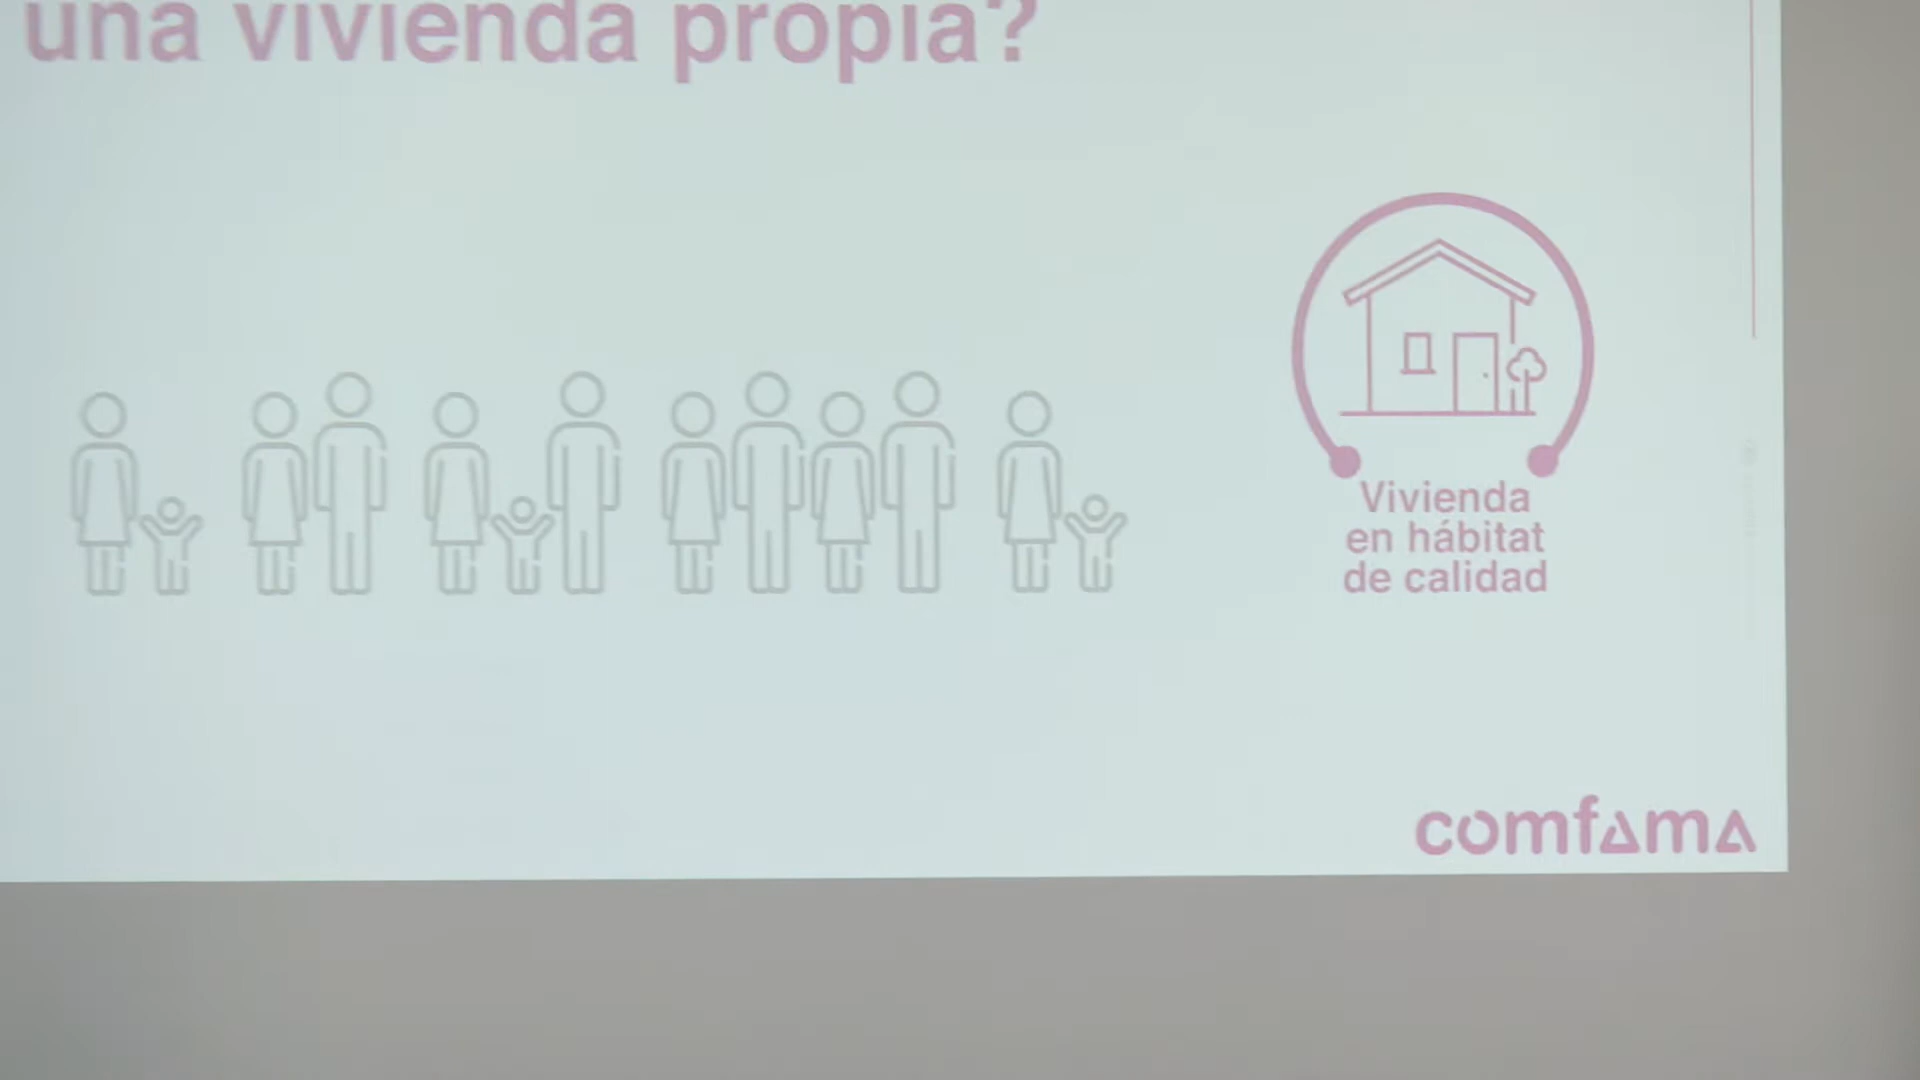 una vivienda propia?
Vivienda
en hábitat
de calidad
comfama